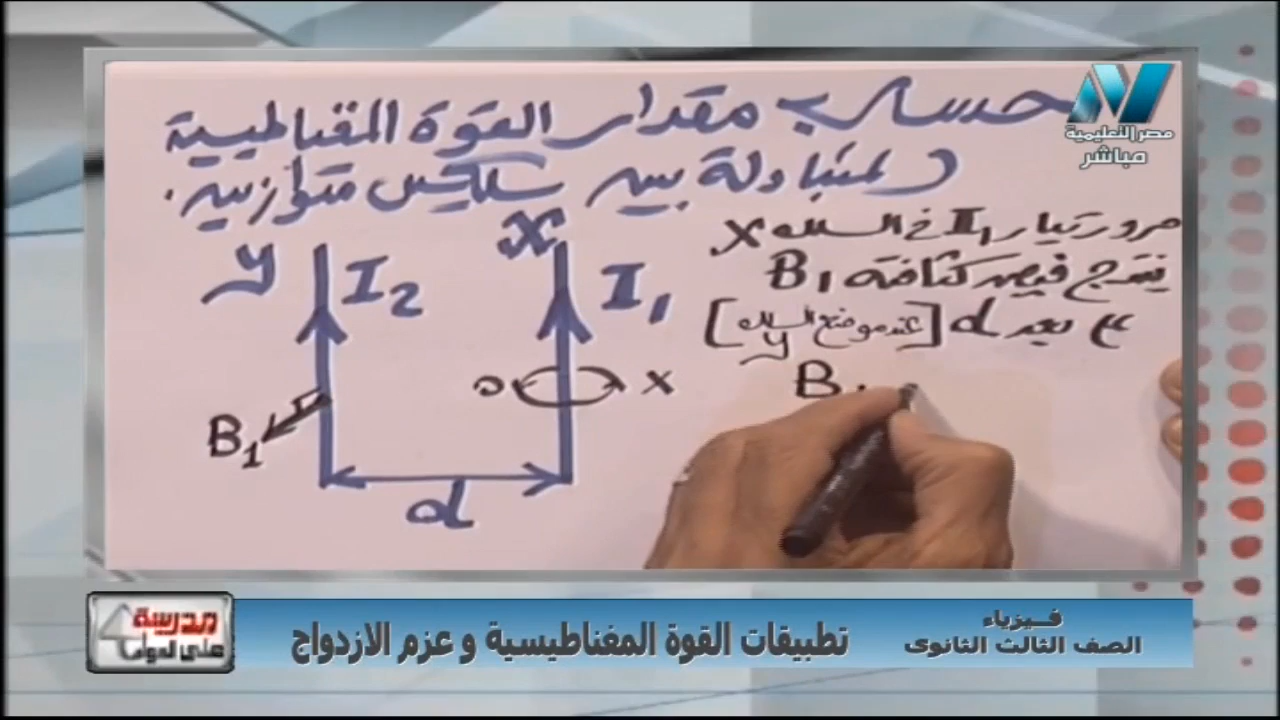 حساب مقدار القوة المغناطيسية
المتبادلة بين سلكين متوازيين.
مصر التعليمية
مباشر
مرور تيار I₁ في السلك X
ينتج فيض كثافته B₁
على بعد d [عند موضع السلك Y]
B₁
Y I₂ X I₁
B₁ o x
d
فيزياء
الصف الثالث الثانوى
تطبيقات القوة المغناطيسية و عزم الازدواج
مدرسة
على الهواء